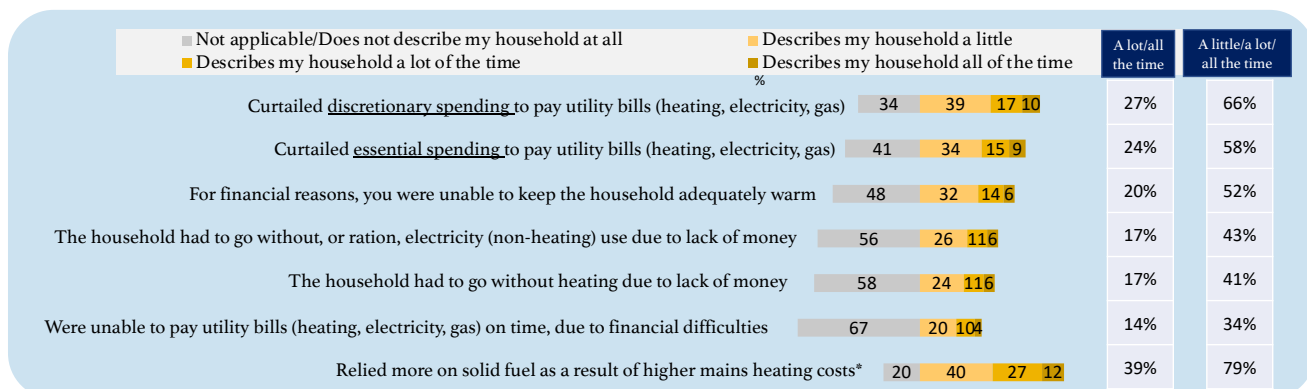 Not applicable/Does not describe my household at all
Describes my household a little
Describes my household a lot of the time
Describes my household all of the time
A lot/all
the time
A little/a lot/
all the time
%
Curtailed discretionary spending to pay utility bills (heating, electricity, gas) 34 39 17 10 27% 66%
Curtailed essential spending to pay utility bills (heating, electricity, gas) 41 34 15 9 24% 58%
For financial reasons, you were unable to keep the household adequately warm 48 32 14 6 20% 52%
The household had to go without, or ration, electricity (non-heating) use due to lack of money 56 26 11 6 17% 43%
The household had to go without heating due to lack of money 58 24 11 6 17% 41%
Were unable to pay utility bills (heating, electricity, gas) on time, due to financial difficulties 67 20 10 4 14% 34%
Relied more on solid fuel as a result of higher mains heating costs* 20 40 27 12 39% 79%